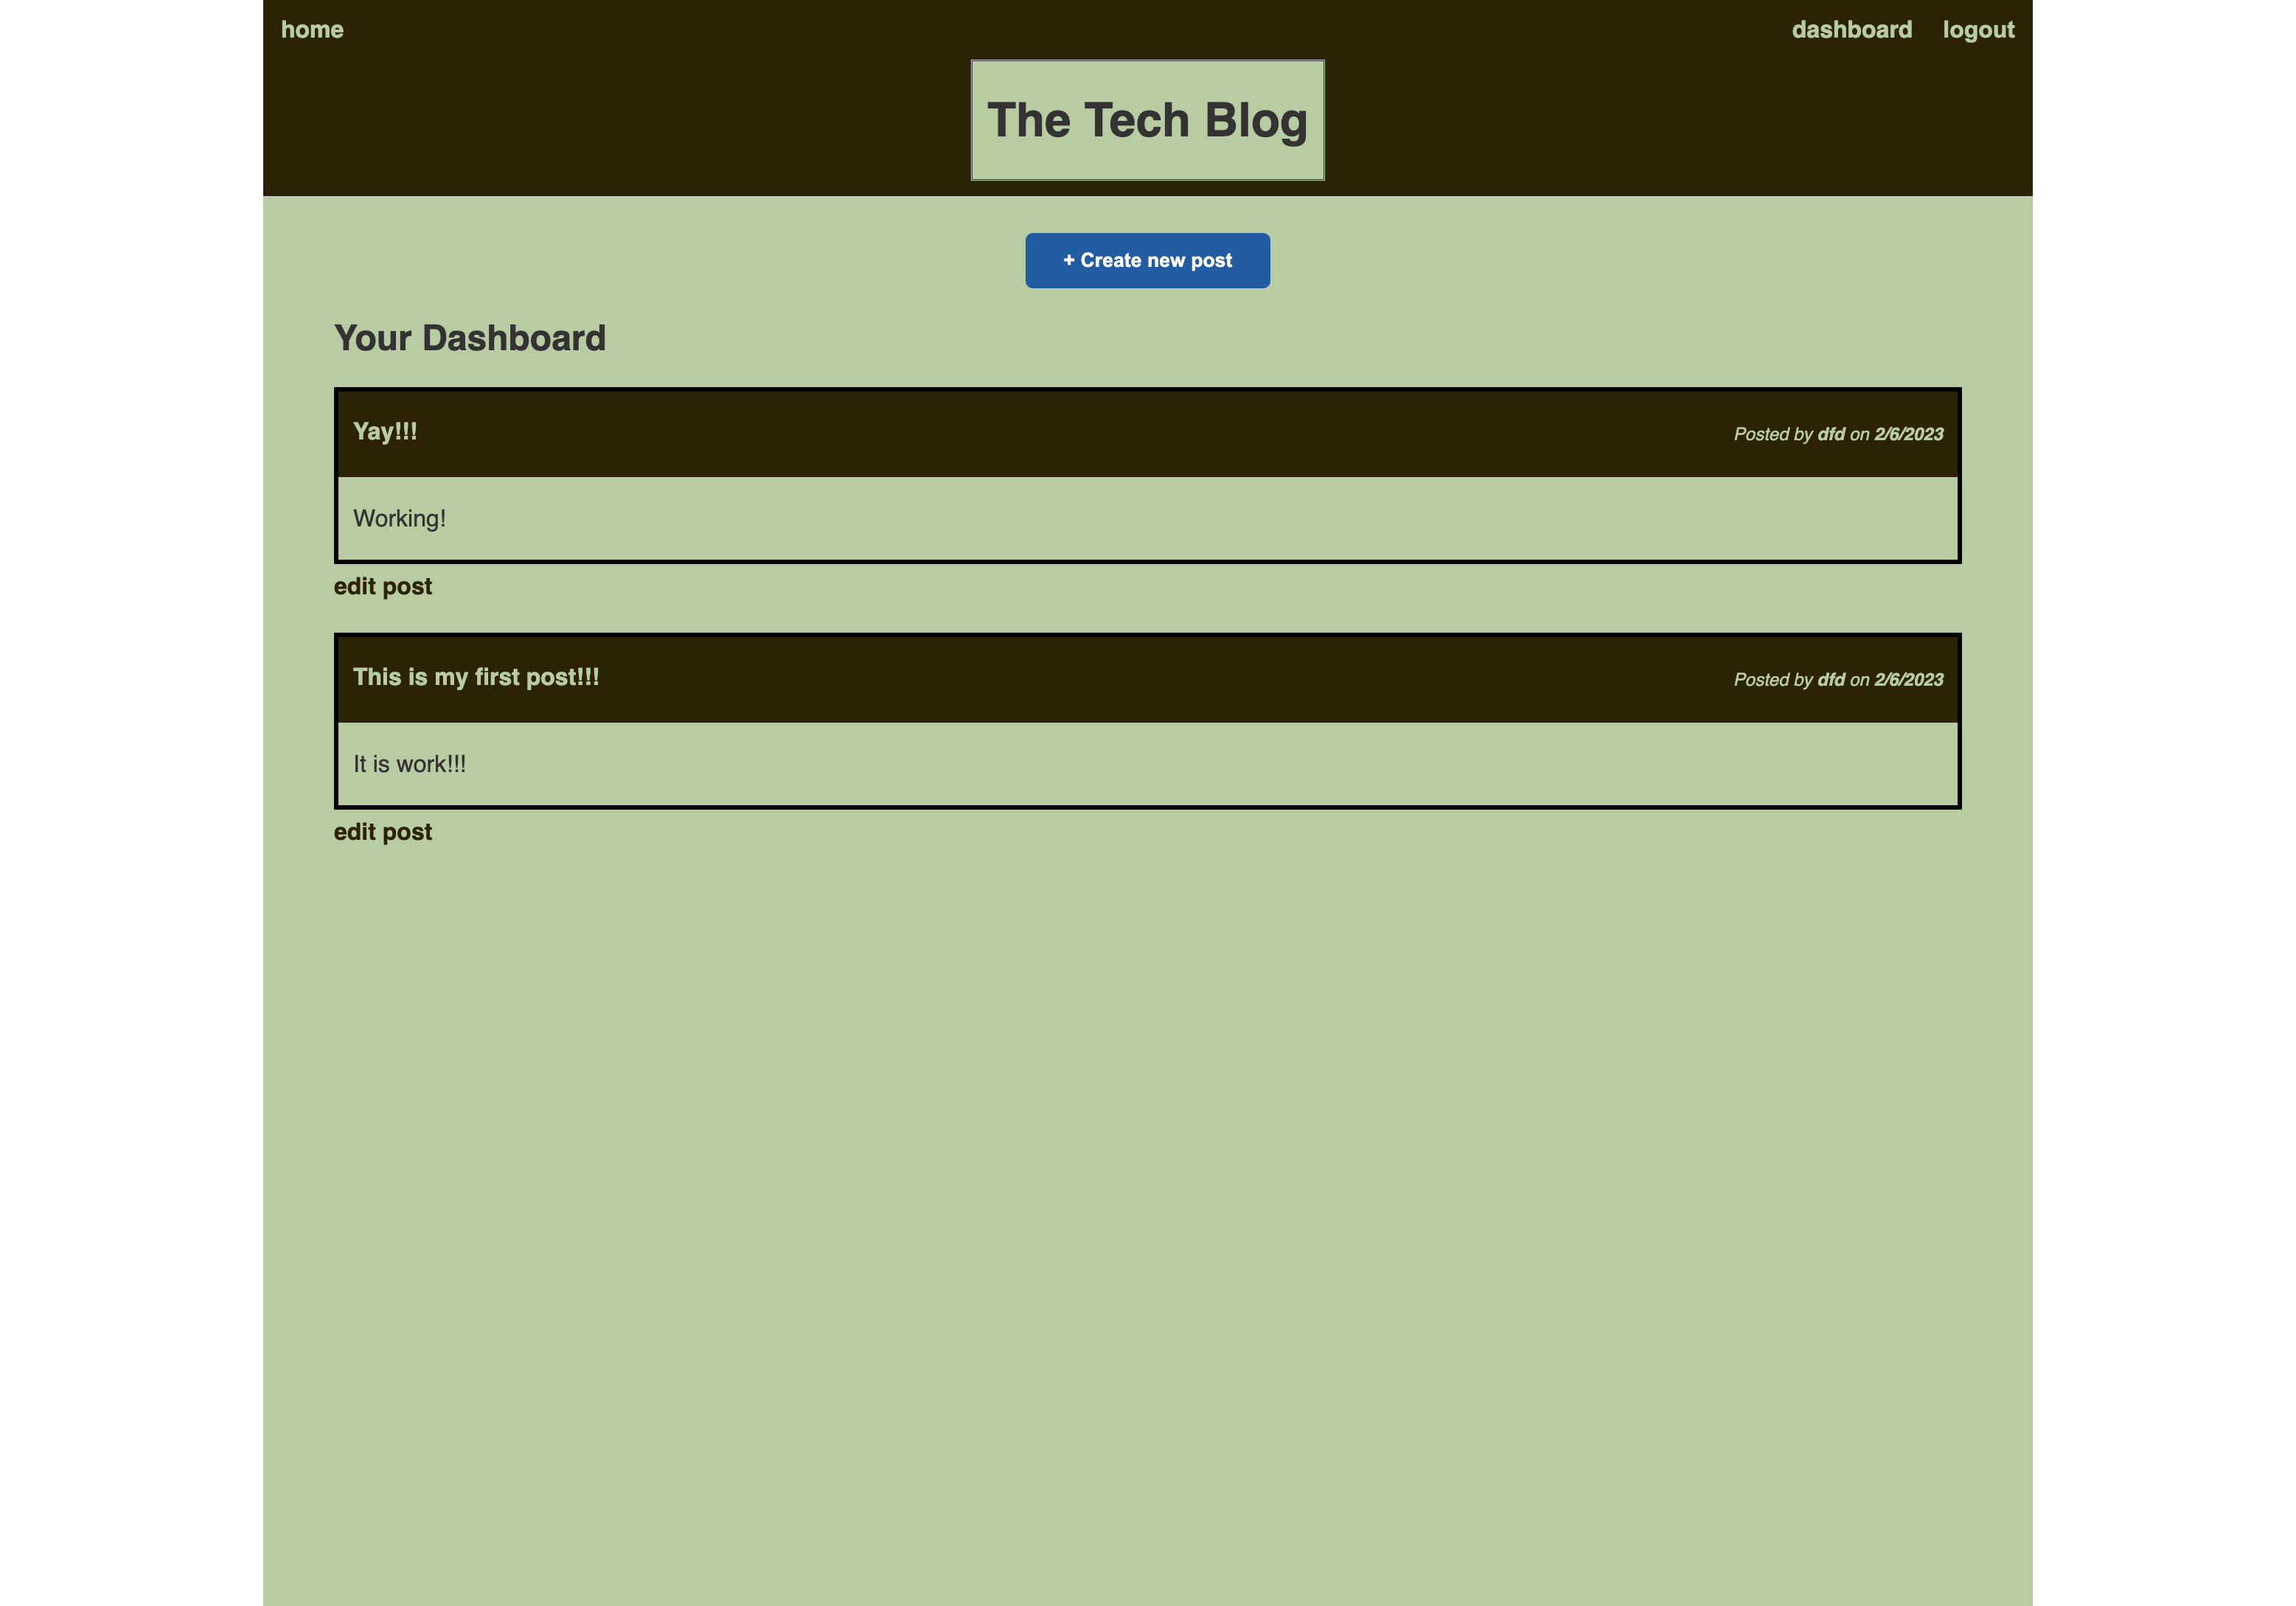 home
dashboard
logout
The Tech Blog
+ Create new post
Your Dashboard
Yay!!!
Posted by dfd on 2/6/2023
Working!
edit post
This is my first post!!!
Posted by dfd on 2/6/2023
It is work!!!
edit post